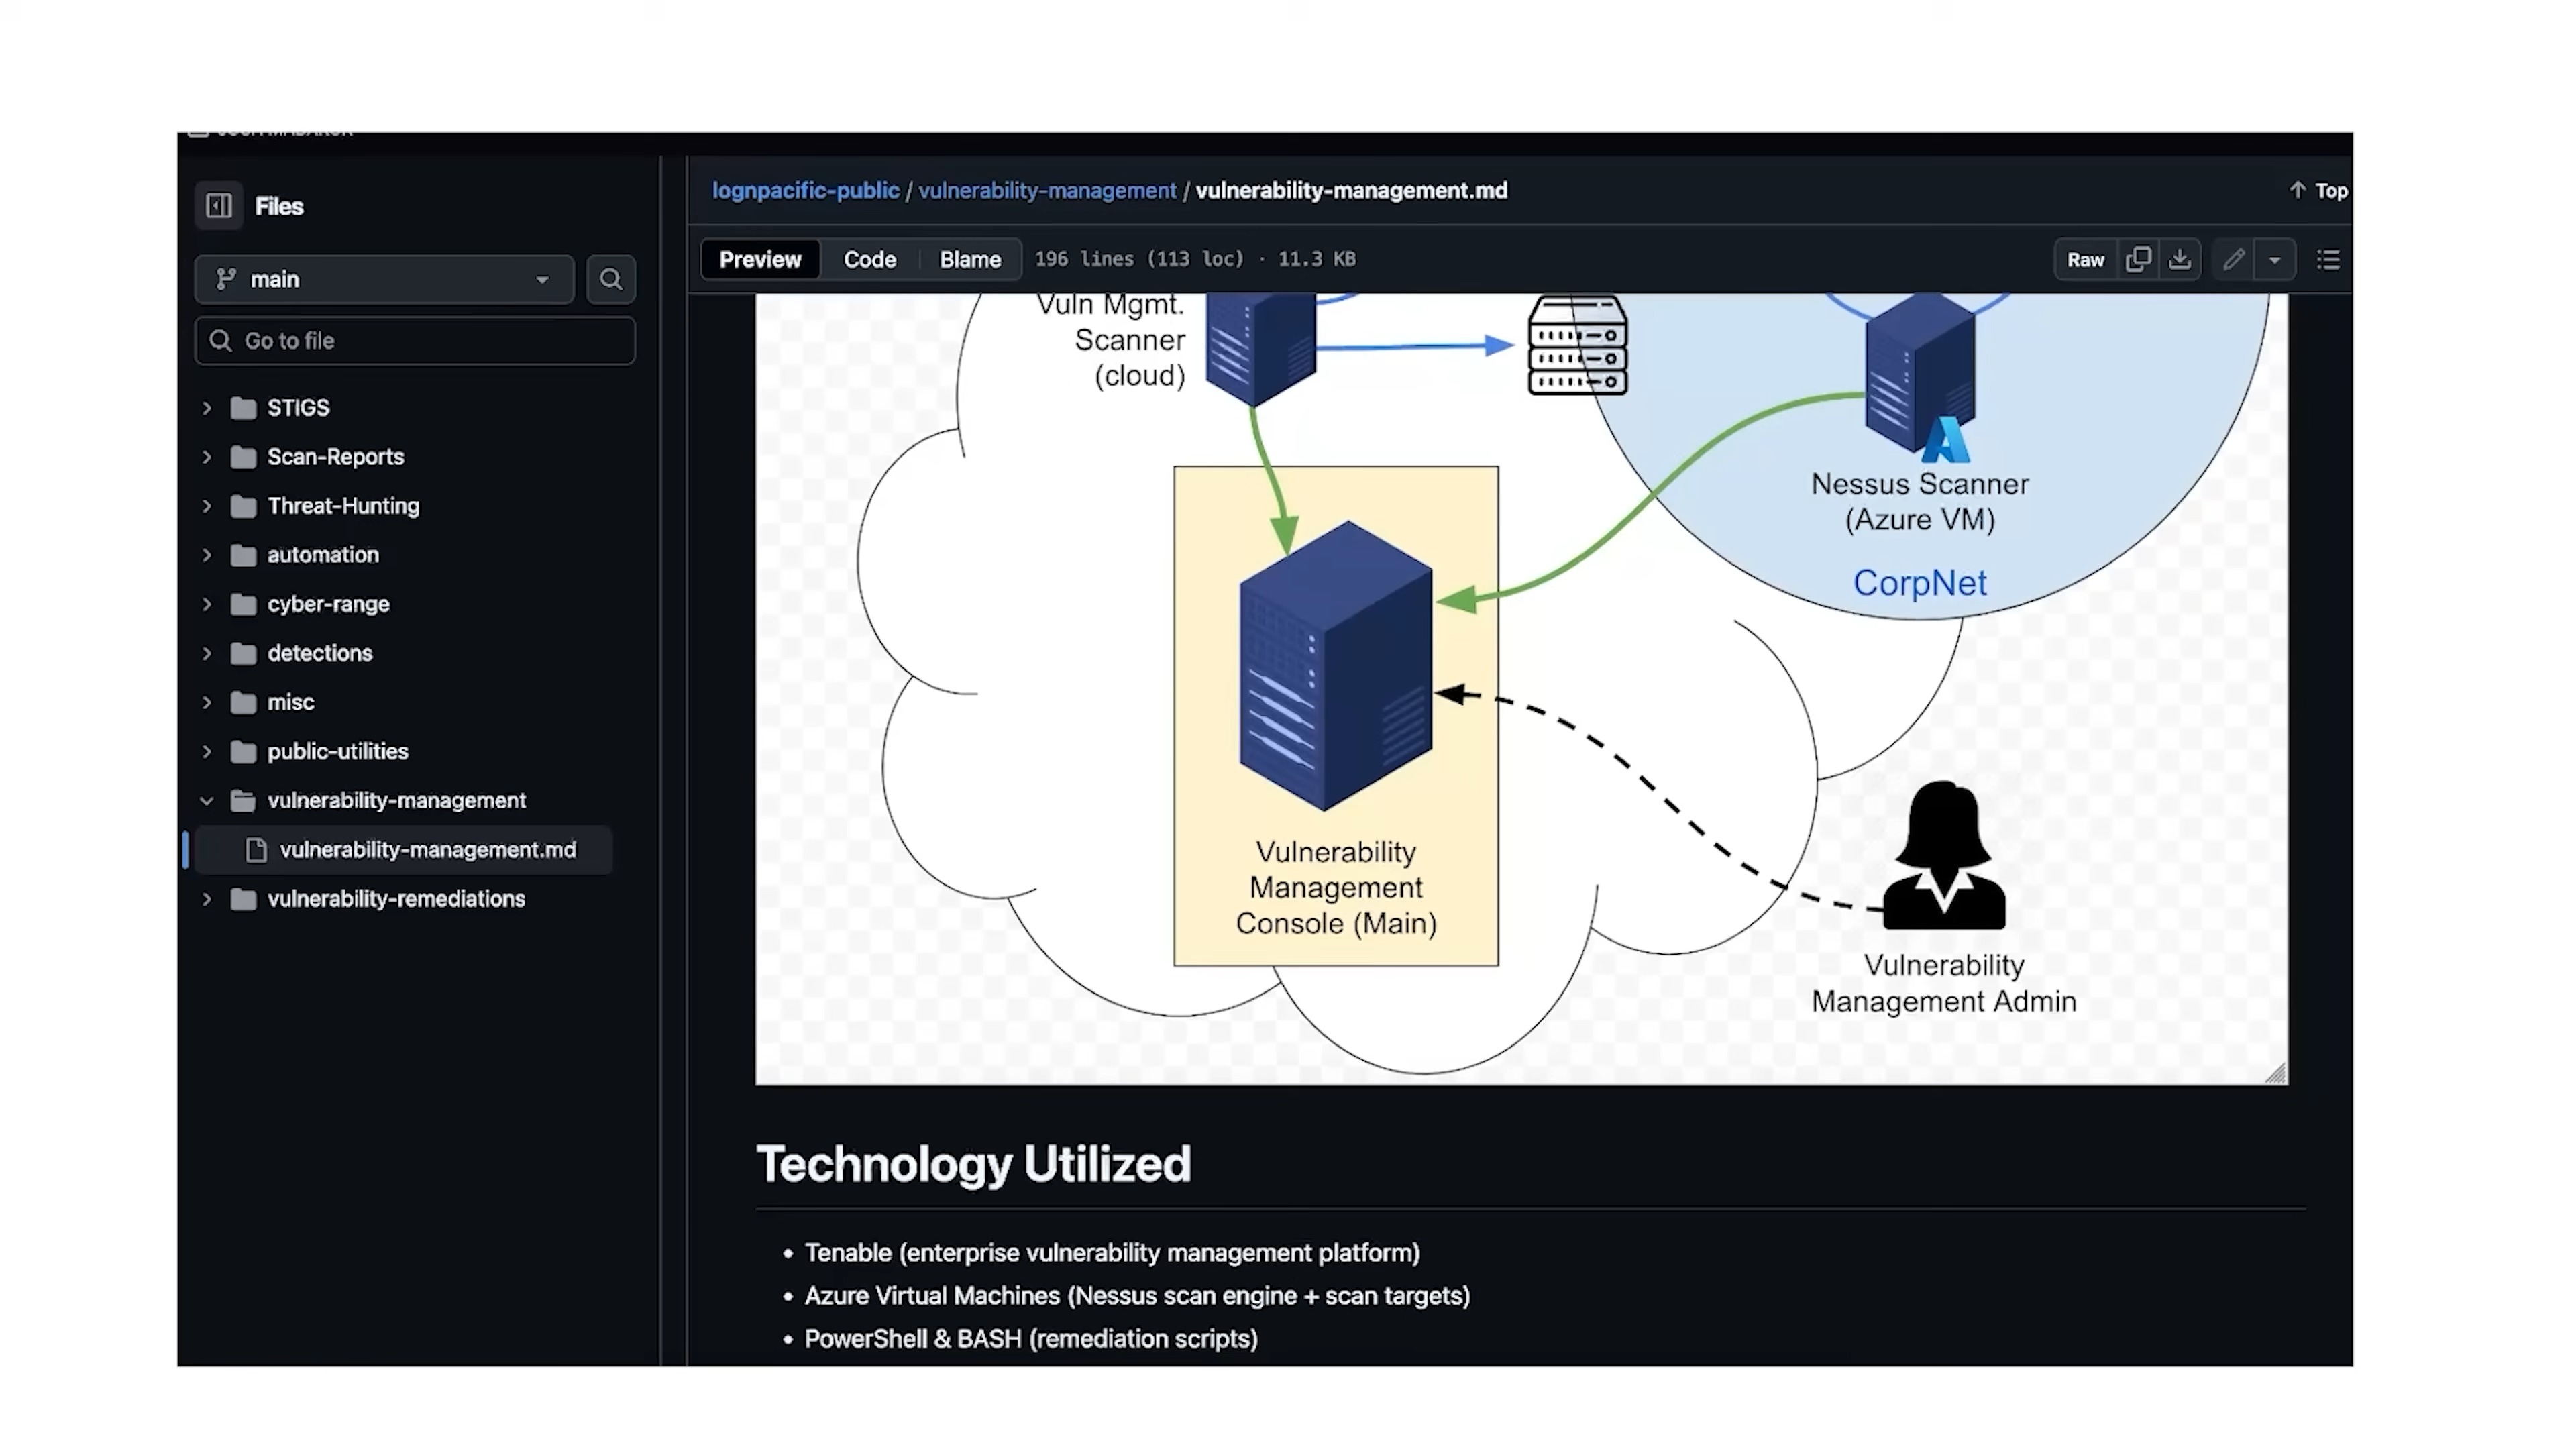 Files
main
Go to file
STIGS
Scan-Reports
Threat-Hunting
automation
cyber-range
detections
misc
public-utilities
vulnerability-management
vulnerability-management.md
vulnerability-remediations
lognpacific-public / vulnerability-management / vulnerability-management.md
Top
Preview Code Blame 196 lines (113 loc) · 11.3 KB
Raw
Vuln Mgmt.
Scanner
(cloud)
Nessus Scanner
(Azure VM)
CorpNet
Vulnerability
Management
Console (Main)
Vulnerability
Management Admin
Technology Utilized
• Tenable (enterprise vulnerability management platform)
• Azure Virtual Machines (Nessus scan engine + scan targets)
• PowerShell & BASH (remediation scripts)